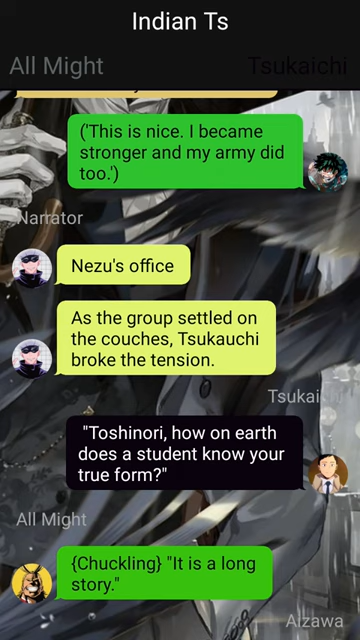 Indian Ts
All Might
Tsukaichi
('This is nice. I became
stronger and my army did
too.')
Narrator
Nezu's office
As the group settled on
the couches, Tsukauchi
broke the tension.
Tsukaichi
"Toshinori, how on earth
does a student know your
true form?"
All Might
{Chuckling} "It is a long
story."
Aizawa